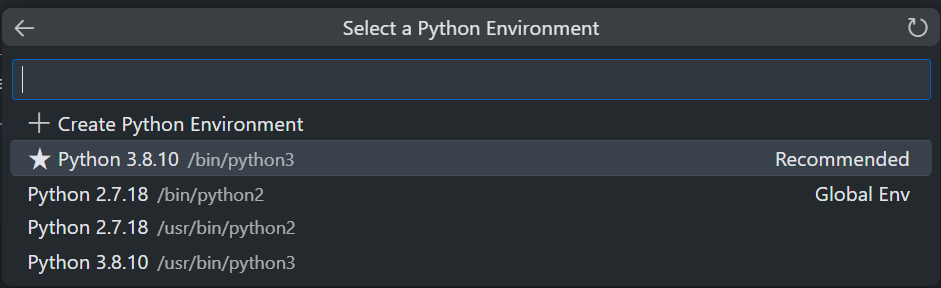 Select a Python Environment
Create Python Environment
Python 3.8.10 /bin/python3 Recommended
Python 2.7.18 /bin/python2 Global Env
Python 2.7.18 /usr/bin/python2
Python 3.8.10 /usr/bin/python3